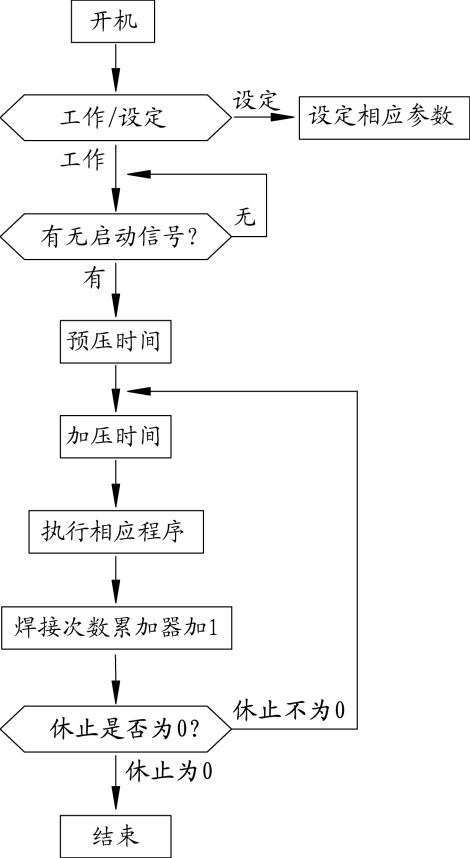 开机
工作/设定
设定
设定相应参数
工作
有无启动信号?
无
有
预压时间
加压时间
执行相应程序
焊接次数累加器加1
休止是否为0?
休止不为0
休止为0
结束